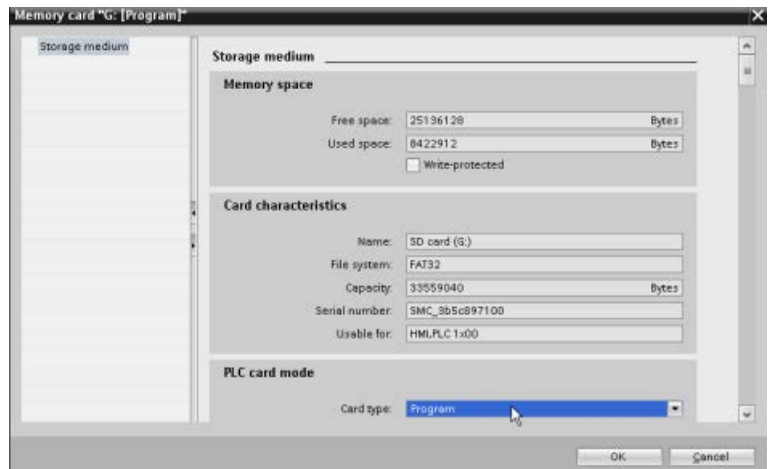 Memory card "G: [Program]"
Storage medium
Storage medium
Memory space
Free space: 25136128 Bytes
Used space: 8422912 Bytes
Write-protected
Card characteristics
Name: SD card (G:)
File system: FAT32
Capacity: 33559040 Bytes
Serial number: SMC_3b5c897100
Usable for: HMI,PLC 1x00
PLC card mode
Card type: Program
OK Cancel